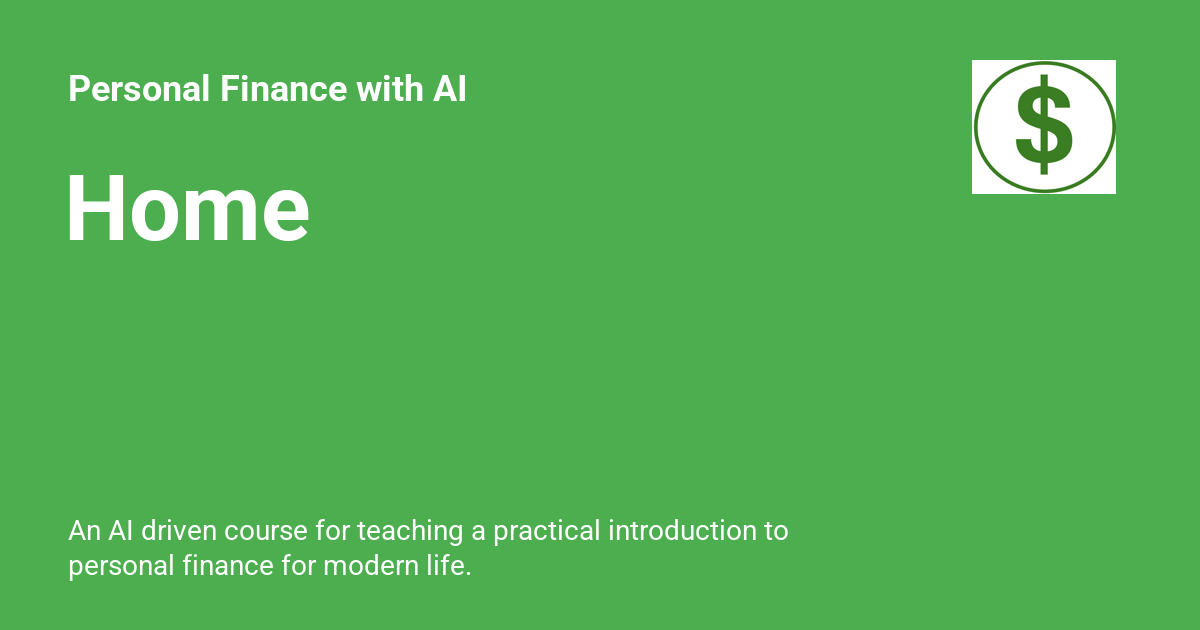 Personal Finance with AI
$
Home
An AI driven course for teaching a practical introduction to
personal finance for modern life.